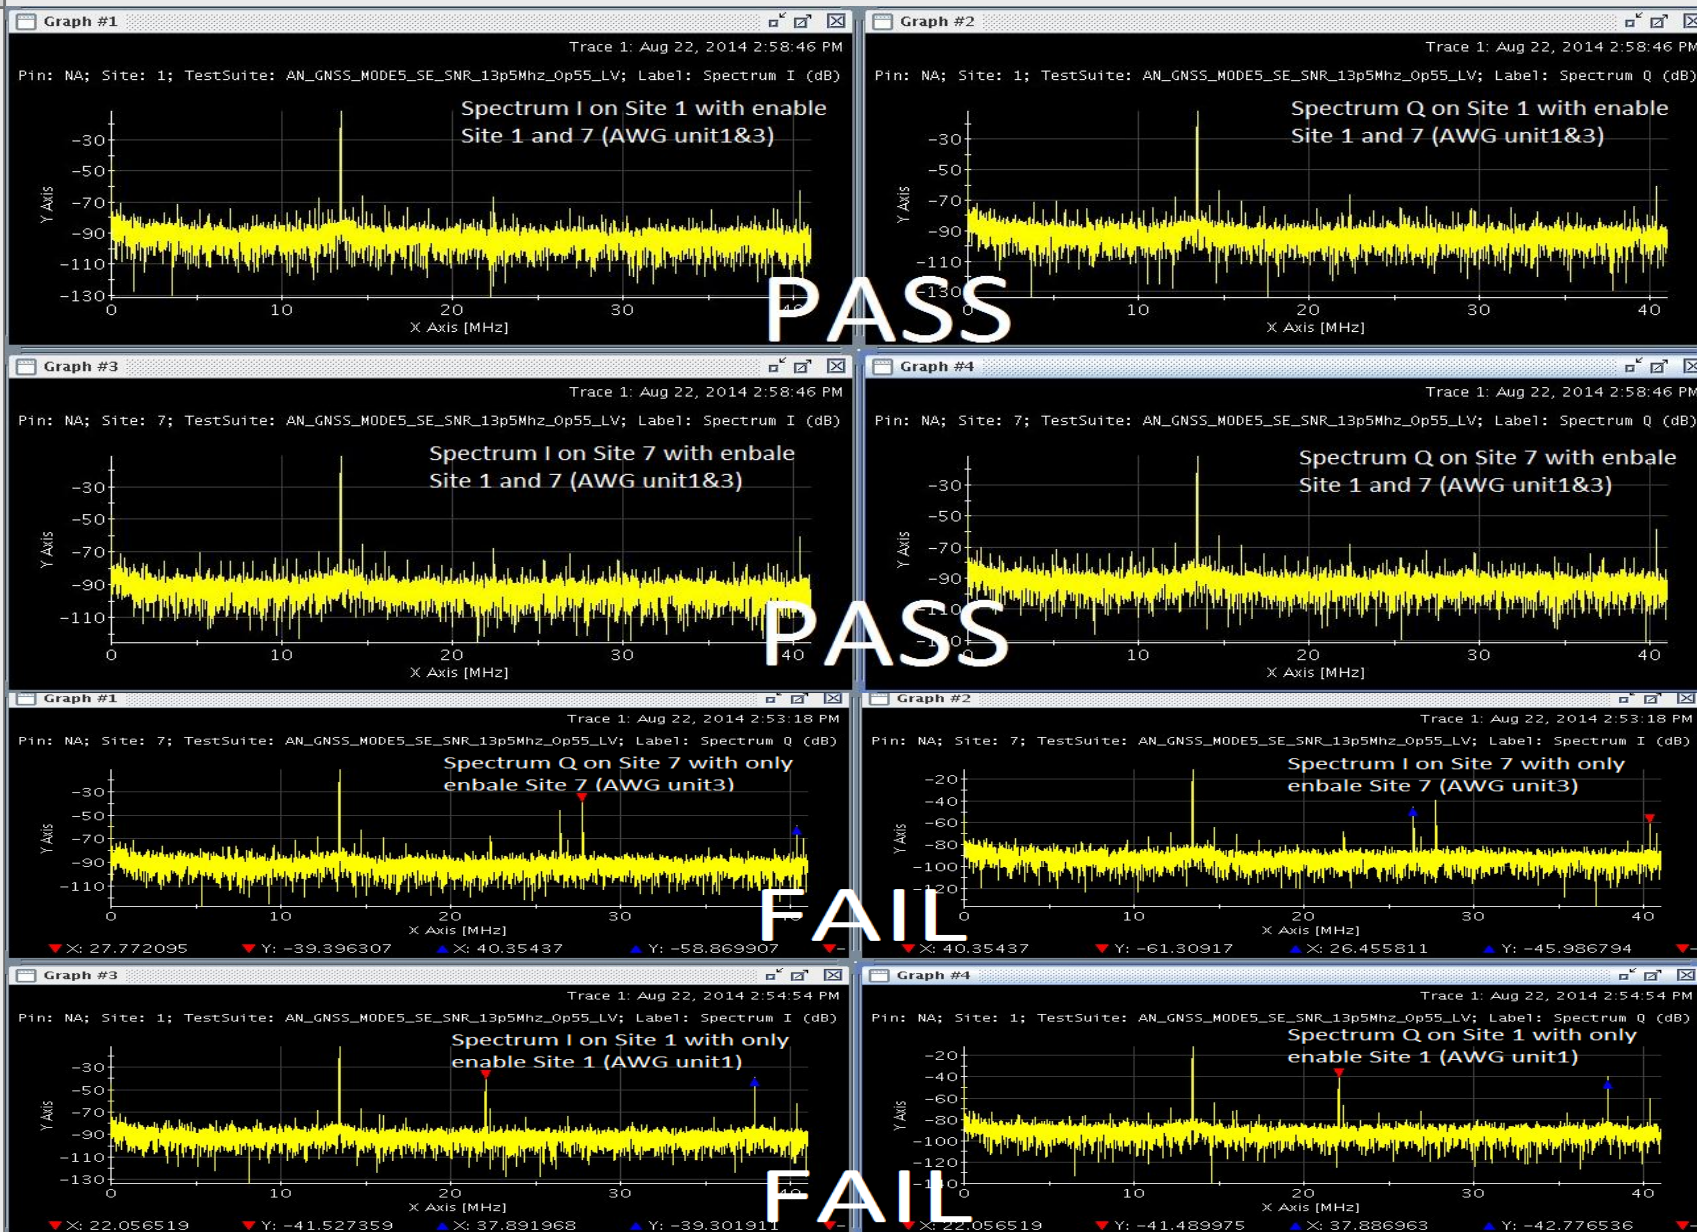 Graph #1
Trace 1: Aug 22, 2014 2:58:46 PM
Pin: NA; Site: 1; TestSuite: AN_GNSS_MODE5_SE_SNR_13p5Mhz_Op55_LV; Label: Spectrum I (dB)
Spectrum I on Site 1 with enable
Site 1 and 7 (AWG unit1&3)
-30
-50
-70
-90
-110
-130
Y Axis
0 10 20 30 40
X Axis [MHz]
Graph #2
Trace 1: Aug 22, 2014 2:58:46 PM
Pin: NA; Site: 1; TestSuite: AN_GNSS_MODE5_SE_SNR_13p5Mhz_Op55_LV; Label: Spectrum Q (dB)
Spectrum Q on Site 1 with enable
Site 1 and 7 (AWG unit1&3)
-30
-50
-70
-90
-110
-130
Y Axis
0 10 20 30 40
X Axis [MHz]
PASS
Graph #3
Trace 1: Aug 22, 2014 2:58:46 PM
Pin: NA; Site: 7; TestSuite: AN_GNSS_MODE5_SE_SNR_13p5Mhz_Op55_LV; Label: Spectrum I (dB)
Spectrum I on Site 7 with enbale
Site 1 and 7 (AWG unit1&3)
-30
-50
-70
-90
-110
Y Axis
0 10 20 30 40
X Axis [MHz]
Graph #4
Trace 1: Aug 22, 2014 2:58:46 PM
Pin: NA; Site: 7; TestSuite: AN_GNSS_MODE5_SE_SNR_13p5Mhz_Op55_LV; Label: Spectrum Q (dB)
Spectrum Q on Site 7 with enbale
Site 1 and 7 (AWG unit1&3)
-30
-50
-70
-90
-110
Y Axis
10 20 30 40
X Axis [MHz]
PASS
Graph #1
Trace 1: Aug 22, 2014 2:53:18 PM
Pin: NA; Site: 7; TestSuite: AN_GNSS_MODE5_SE_SNR_13p5Mhz_Op55_LV; Label: Spectrum Q (dB)
Spectrum Q on Site 7 with only
enbale Site 7 (AWG unit3)
-30
-50
-70
-90
-110
Y Axis
0 10 20 30 40
X Axis [MHz]
X: 27.772095 Y: -39.396307 X: 40.35437 Y: -58.869907
Graph #2
Trace 1: Aug 22, 2014 2:53:18 PM
Pin: NA; Site: 7; TestSuite: AN_GNSS_MODE5_SE_SNR_13p5Mhz_Op55_LV; Label: Spectrum I (dB)
Spectrum I on Site 7 with only
enbale Site 7 (AWG unit3)
-20
-40
-60
-80
-100
-120
Y Axis
0 10 20 30 40
X Axis [MHz]
X: 40.35437 Y: -61.30917 X: 26.455811 Y: -45.986794
FAIL
Graph #3
Trace 1: Aug 22, 2014 2:54:54 PM
Pin: NA; Site: 1; TestSuite: AN_GNSS_MODE5_SE_SNR_13p5Mhz_Op55_LV; Label: Spectrum I (dB)
Spectrum I on Site 1 with only
enable Site 1 (AWG unit1)
-30
-50
-70
-90
-110
-130
Y Axis
0 10 20 30 40
X Axis [MHz]
X: 22.056519 Y: -41.527359 X: 37.891968 Y: -39.301911
Graph #4
Trace 1: Aug 22, 2014 2:54:54 PM
Pin: NA; Site: 1; TestSuite: AN_GNSS_MODE5_SE_SNR_13p5Mhz_Op55_LV; Label: Spectrum Q (dB)
Spectrum Q on Site 1 with only
enable Site 1 (AWG unit1)
-20
-40
-60
-80
-100
-120
-140
Y Axis
0 10 20 30 40
X Axis [MHz]
X: 22.056519 Y: -41.489975 X: 37.886963 Y: -42.776536
FAIL